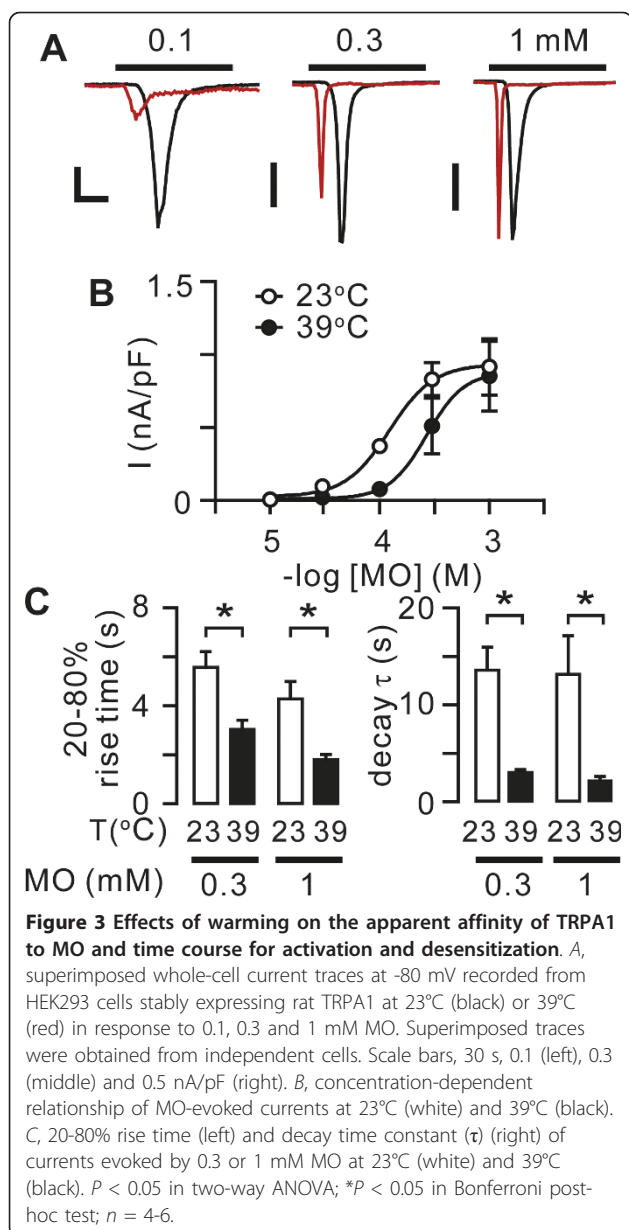 A
0.1
0.3
1 mM
B
1.5
23°C
39°C
I (nA/pF)
0
5
4
3
-log [MO] (M)
C
8
4
0
20-80%
rise time (s)
*
*
20
10
0
decay τ (s)
*
*
T(°C)
23 39 23 39
23 39 23 39
MO (mM)
0.3
1
0.3
1
Figure 3 Effects of warming on the apparent affinity of TRPA1
to MO and time course for activation and desensitization. A,
superimposed whole-cell current traces at -80 mV recorded from
HEK293 cells stably expressing rat TRPA1 at 23°C (black) or 39°C
(red) in response to 0.1, 0.3 and 1 mM MO. Superimposed traces
were obtained from independent cells. Scale bars, 30 s, 0.1 (left), 0.3
(middle) and 0.5 nA/pF (right). B, concentration-dependent
relationship of MO-evoked currents at 23°C (white) and 39°C (black).
C, 20-80% rise time (left) and decay time constant (τ) (right) of
currents evoked by 0.3 or 1 mM MO at 23°C (white) and 39°C
(black). P < 0.05 in two-way ANOVA; *P < 0.05 in Bonferroni post-
hoc test; n = 4-6.